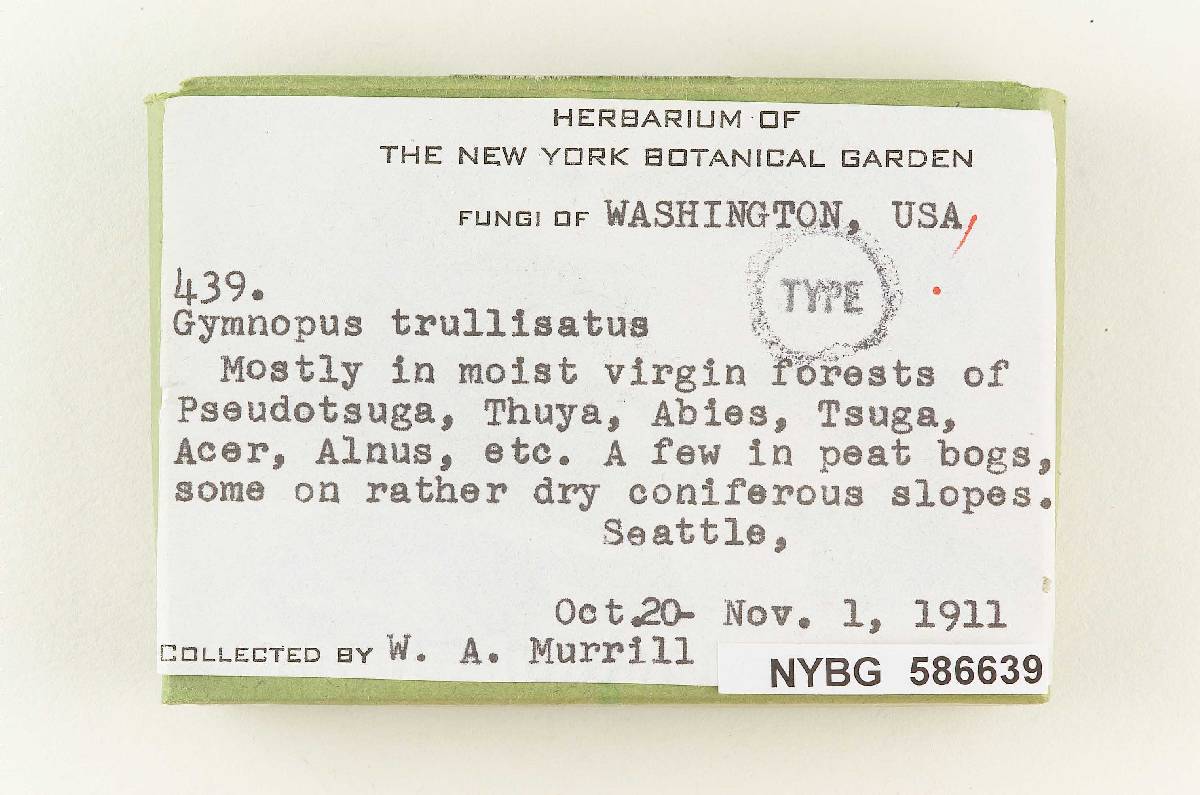 HERBARIUM OF
THE NEW YORK BOTANICAL GARDEN
FUNGI OF WASHINGTON, USA
TYPE
439.
Gymnopus trullisatus
Mostly in moist virgin forests of
Pseudotsuga, Thuya, Abies, Tsuga,
Acer, Alnus, etc. A few in peat bogs,
some on rather dry coniferous slopes.
Seattle,
Oct.20- Nov. 1, 1911
COLLECTED BY W. A. Murrill
NYBG 586639